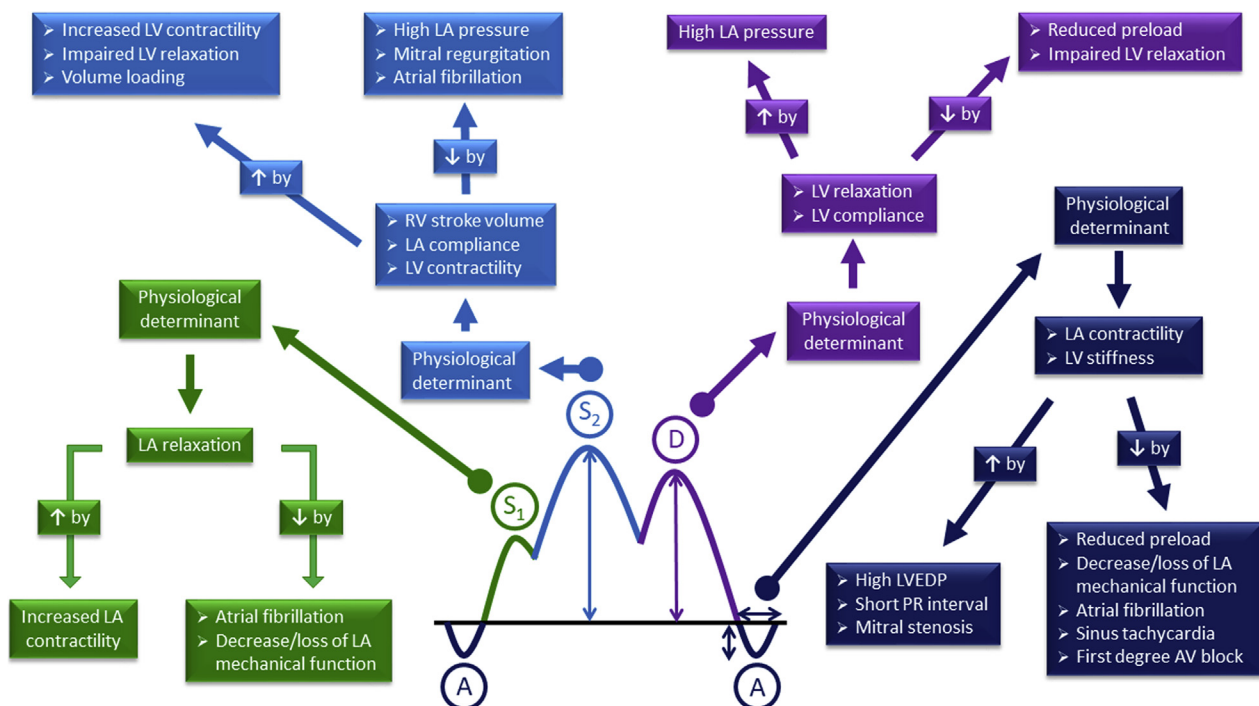 ➢ Increased LV contractility
➢ Impaired LV relaxation
➢ Volume loading
➢ High LA pressure
➢ Mitral regurgitation
➢ Atrial fibrillation
High LA pressure
➢ Reduced preload
➢ Impaired LV relaxation
↑ by
↓ by
↑ by
↓ by
➢ RV stroke volume
➢ LA compliance
➢ LV contractility
➢ LV relaxation
➢ LV compliance
Physiological
determinant
Physiological
determinant
Physiological
determinant
Physiological
determinant
➢ LA contractility
➢ LV stiffness
LA relaxation
S₁
S₂
D
↑ by
↓ by
↑ by
↓ by
Increased LA
contractility
➢ Atrial fibrillation
➢ Decrease/loss of LA
mechanical function
A
A
➢ High LVEDP
➢ Short PR interval
➢ Mitral stenosis
➢ Reduced preload
➢ Decrease/loss of LA
mechanical function
➢ Atrial fibrillation
➢ Sinus tachycardia
➢ First degree AV block